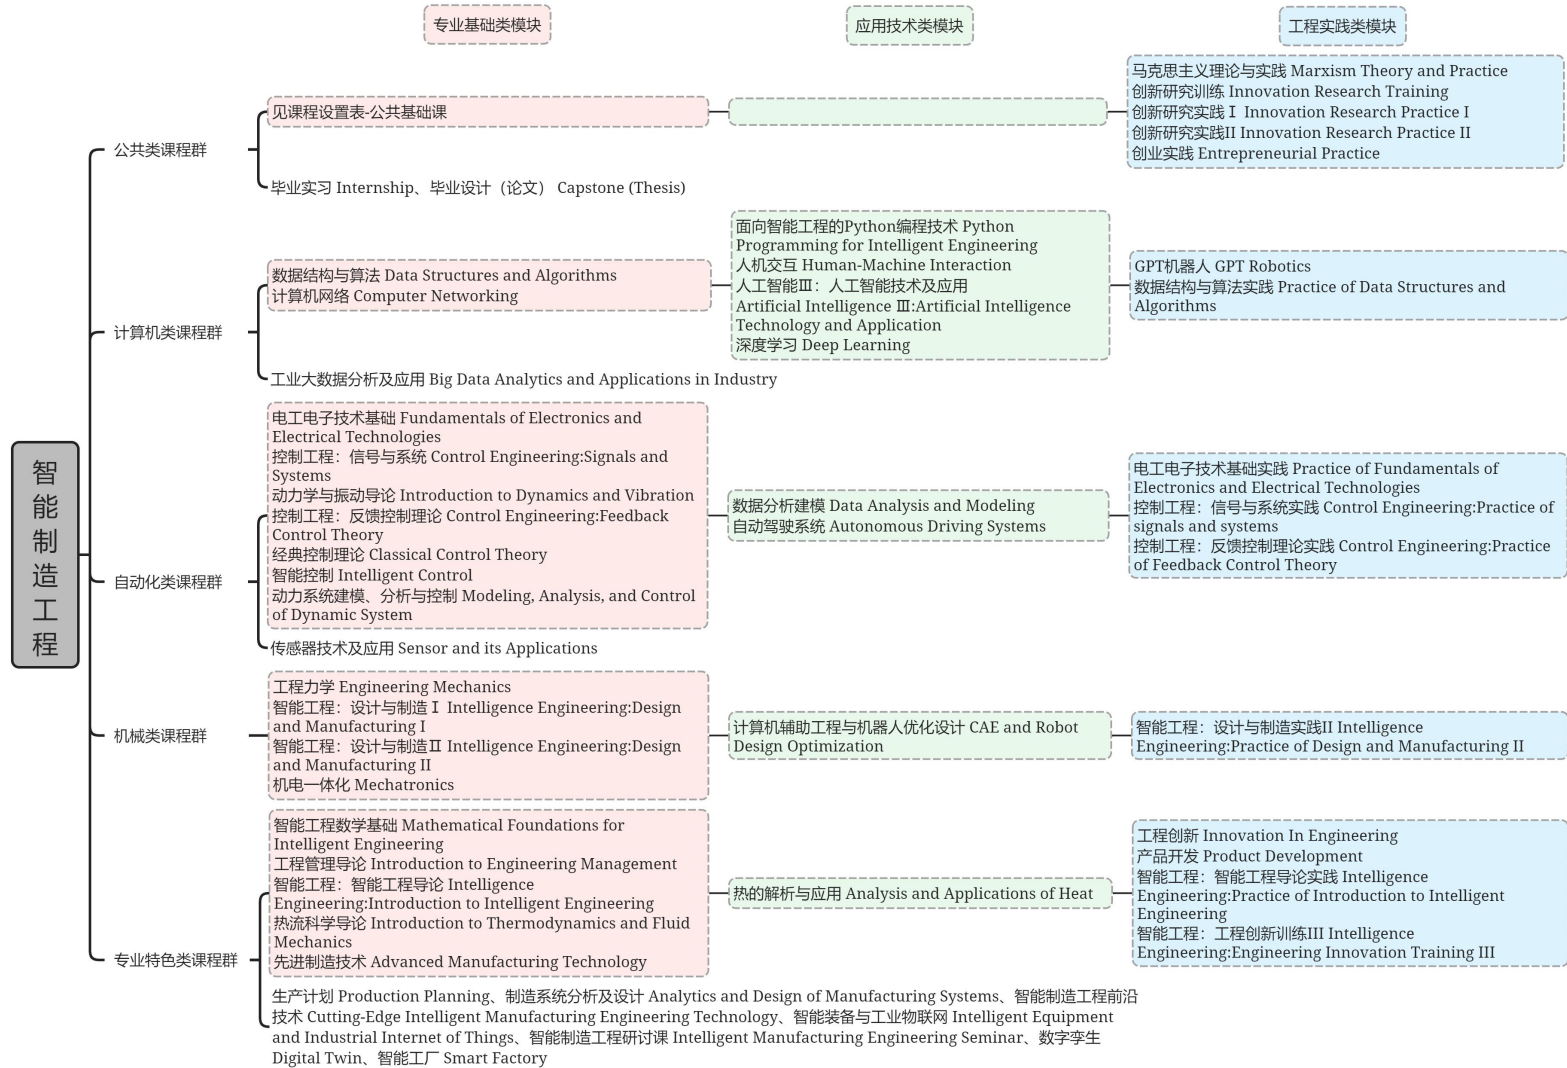 专业基础类模块
应用技术类模块
工程实践类模块
智能制造工程
公共类课程群
见课程设置表-公共基础课
马克思主义理论与实践 Marxism Theory and Practice
创新研究训练 Innovation Research Training
创新研究实践Ⅰ Innovation Research Practice I
创新研究实践II Innovation Research Practice II
创业实践 Entrepreneurial Practice
毕业实习 Internship、毕业设计（论文） Capstone (Thesis)
计算机类课程群
数据结构与算法 Data Structures and Algorithms
计算机网络 Computer Networking
面向智能工程的Python编程技术 Python
Programming for Intelligent Engineering
人机交互 Human-Machine Interaction
人工智能Ⅲ：人工智能技术及应用
Artificial Intelligence Ⅲ:Artificial Intelligence
Technology and Application
深度学习 Deep Learning
GPT机器人 GPT Robotics
数据结构与算法实践 Practice of Data Structures and
Algorithms
工业大数据分析及应用 Big Data Analytics and Applications in Industry
自动化类课程群
电工电子技术基础 Fundamentals of Electronics and
Electrical Technologies
控制工程：信号与系统 Control Engineering:Signals and
Systems
动力学与振动导论 Introduction to Dynamics and Vibration
控制工程：反馈控制理论 Control Engineering:Feedback
Control Theory
经典控制理论 Classical Control Theory
智能控制 Intelligent Control
动力系统建模、分析与控制 Modeling, Analysis, and Control
of Dynamic System
数据分析建模 Data Analysis and Modeling
自动驾驶系统 Autonomous Driving Systems
电工电子技术基础实践 Practice of Fundamentals of
Electronics and Electrical Technologies
控制工程：信号与系统实践 Control Engineering:Practice of
signals and systems
控制工程：反馈控制理论实践 Control Engineering:Practice
of Feedback Control Theory
传感器技术及应用 Sensor and its Applications
机械类课程群
工程力学 Engineering Mechanics
智能工程：设计与制造Ⅰ Intelligence Engineering:Design
and Manufacturing I
智能工程：设计与制造Ⅱ Intelligence Engineering:Design
and Manufacturing II
机电一体化 Mechatronics
计算机辅助工程与机器人优化设计 CAE and Robot
Design Optimization
智能工程：设计与制造实践II Intelligence
Engineering:Practice of Design and Manufacturing II
专业特色类课程群
智能工程数学基础 Mathematical Foundations for
Intelligent Engineering
工程管理导论 Introduction to Engineering Management
智能工程：智能工程导论 Intelligence
Engineering:Introduction to Intelligent Engineering
热流科学导论 Introduction to Thermodynamics and Fluid
Mechanics
先进制造技术 Advanced Manufacturing Technology
热的解析与应用 Analysis and Applications of Heat
工程创新 Innovation In Engineering
产品开发 Product Development
智能工程：智能工程导论实践 Intelligence
Engineering:Practice of Introduction to Intelligent
Engineering
智能工程：工程创新训练III Intelligence
Engineering:Engineering Innovation Training III
生产计划 Production Planning、制造系统分析及设计 Analytics and Design of Manufacturing Systems、智能制造工程前沿
技术 Cutting-Edge Intelligent Manufacturing Engineering Technology、智能装备与工业物联网 Intelligent Equipment
and Industrial Internet of Things、智能制造工程研讨课 Intelligent Manufacturing Engineering Seminar、数字孪生
Digital Twin、智能工厂 Smart Factory